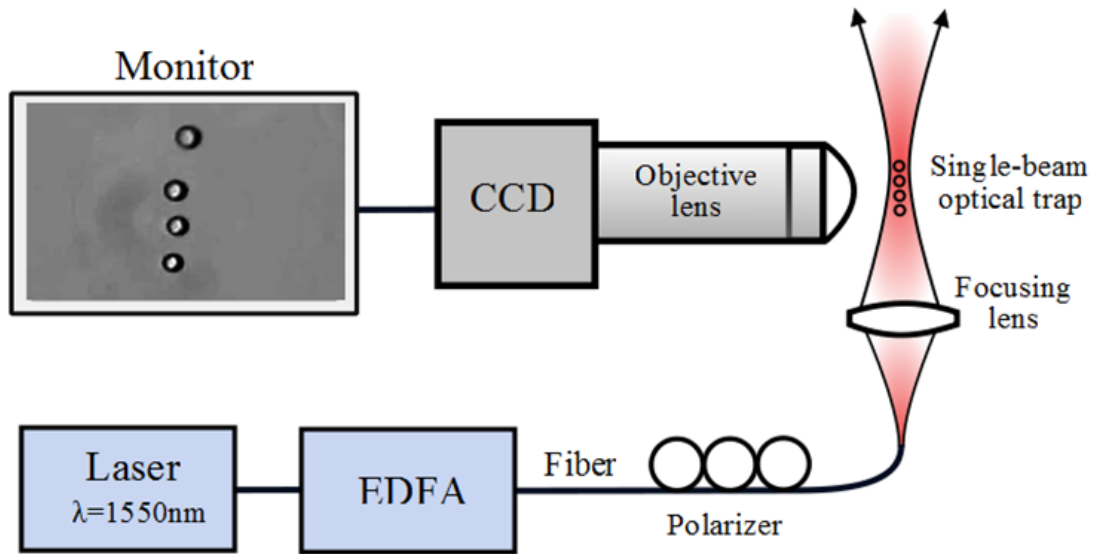 Monitor
CCD
Objective
lens
Single-beam
optical trap
Focusing
lens
Laser
λ=1550nm
EDFA
Fiber
Polarizer